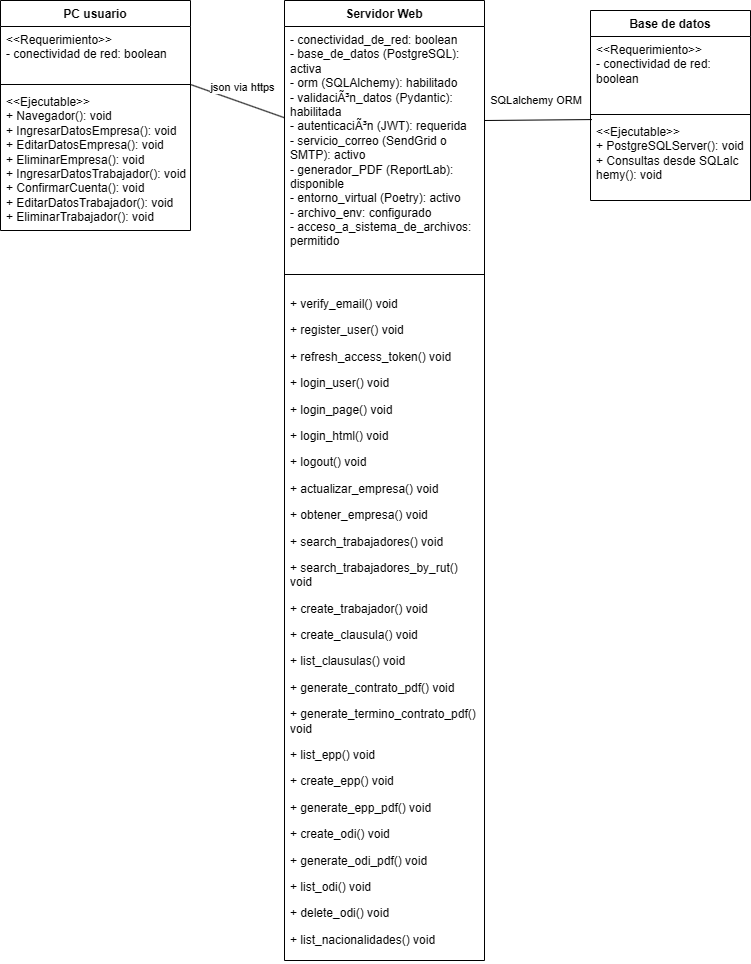 PC usuario
<<Requerimiento>>
- conectividad de red: boolean
<<Ejecutable>>
+ Navegador(): void
+ IngresarDatosEmpresa(): void
+ EditarDatosEmpresa(): void
+ EliminarEmpresa(): void
+ IngresarDatosTrabajador(): void
+ ConfirmarCuenta(): void
+ EditarDatosTrabajador(): void
+ EliminarTrabajador(): void
json via https
Servidor Web
- conectividad_de_red: boolean
- base_de_datos (PostgreSQL):
activa
- orm (SQLAlchemy): habilitado
- validaciÃ³n_datos (Pydantic):
habilitada
- autenticaciÃ³n (JWT): requerida
- servicio_correo (SendGrid o
SMTP): activo
- generador_PDF (ReportLab):
disponible
- entorno_virtual (Poetry): activo
- archivo_env: configurado
- acceso_a_sistema_de_archivos:
permitido
+ verify_email() void
+ register_user() void
+ refresh_access_token() void
+ login_user() void
+ login_page() void
+ login_html() void
+ logout() void
+ actualizar_empresa() void
+ obtener_empresa() void
+ search_trabajadores() void
+ search_trabajadores_by_rut()
void
+ create_trabajador() void
+ create_clausula() void
+ list_clausulas() void
+ generate_contrato_pdf() void
+ generate_termino_contrato_pdf()
void
+ list_epp() void
+ create_epp() void
+ generate_epp_pdf() void
+ create_odi() void
+ generate_odi_pdf() void
+ list_odi() void
+ delete_odi() void
+ list_nacionalidades() void
SQLalchemy ORM
Base de datos
<<Requerimiento>>
- conectividad de red:
boolean
<<Ejecutable>>
+ PostgreSQLServer(): void
+ Consultas desde SQLalc
hemy(): void